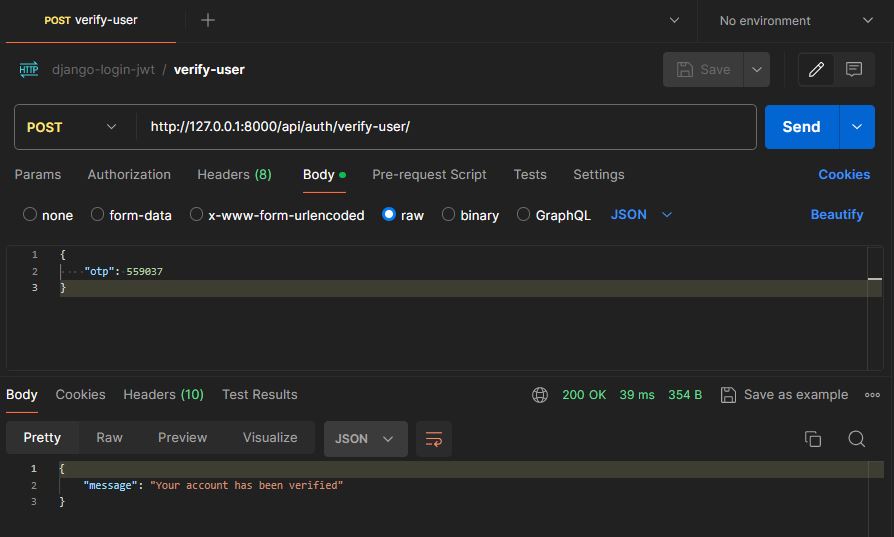 POST verify-user
No environment
HTTP django-login-jwt / verify-user
Save
POST http://127.0.0.1:8000/api/auth/verify-user/
Send
Params Authorization Headers (8) Body Pre-request Script Tests Settings Cookies
none form-data x-www-form-urlencoded raw binary GraphQL JSON Beautify
1 {
2 "otp": 559037
3 }
Body Cookies Headers (10) Test Results 200 OK 39 ms 354 B Save as example
Pretty Raw Preview Visualize JSON
1 {
2 "message": "Your account has been verified"
3 }